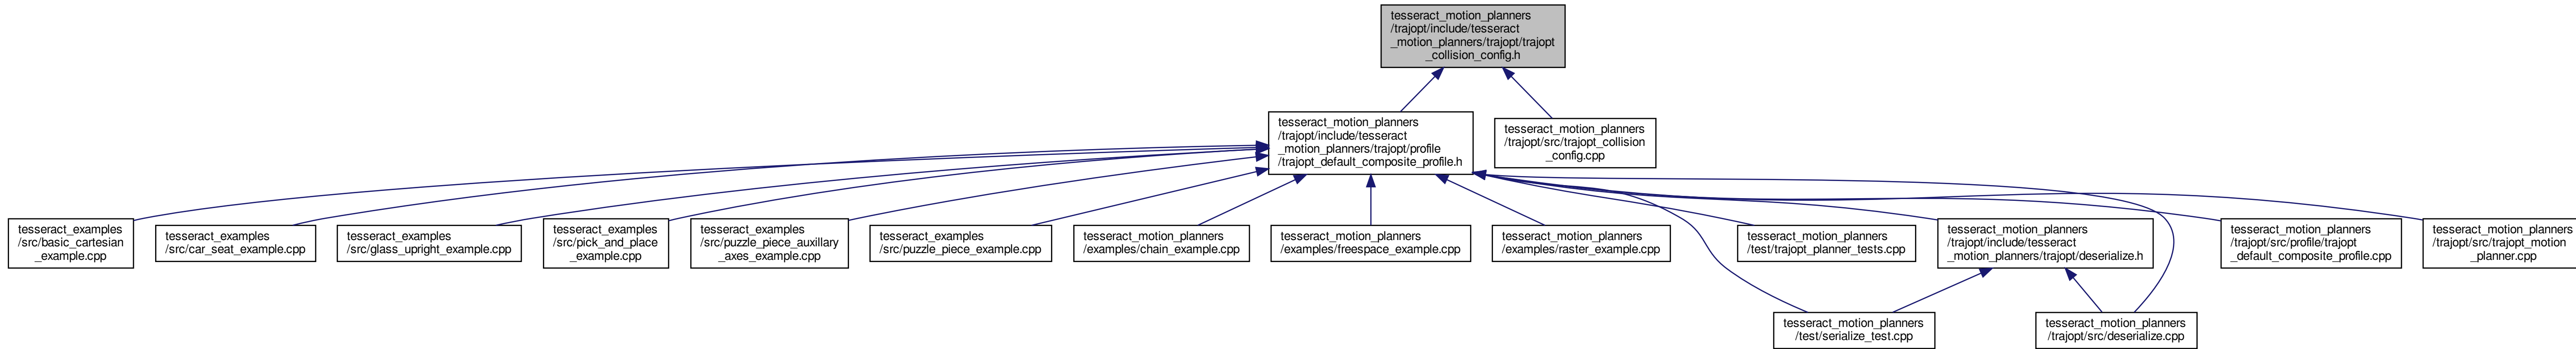 tesseract_motion_planners
/trajopt/include/tesseract
_motion_planners/trajopt/trajopt
_collision_config.h
tesseract_motion_planners
/trajopt/include/tesseract
_motion_planners/trajopt/profile
/trajopt_default_composite_profile.h
tesseract_motion_planners
/trajopt/src/trajopt_collision
_config.cpp
tesseract_examples
/src/basic_cartesian
_example.cpp
tesseract_examples
/src/car_seat_example.cpp
tesseract_examples
/src/glass_upright_example.cpp
tesseract_examples
/src/pick_and_place
_example.cpp
tesseract_examples
/src/puzzle_piece_auxillary
_axes_example.cpp
tesseract_examples
/src/puzzle_piece_example.cpp
tesseract_motion_planners
/examples/chain_example.cpp
tesseract_motion_planners
/examples/freespace_example.cpp
tesseract_motion_planners
/examples/raster_example.cpp
tesseract_motion_planners
/test/trajopt_planner_tests.cpp
tesseract_motion_planners
/trajopt/include/tesseract
_motion_planners/trajopt/deserialize.h
tesseract_motion_planners
/trajopt/src/profile/trajopt
_default_composite_profile.cpp
tesseract_motion_planners
/trajopt/src/trajopt_motion
_planner.cpp
tesseract_motion_planners
/test/serialize_test.cpp
tesseract_motion_planners
/trajopt/src/deserialize.cpp